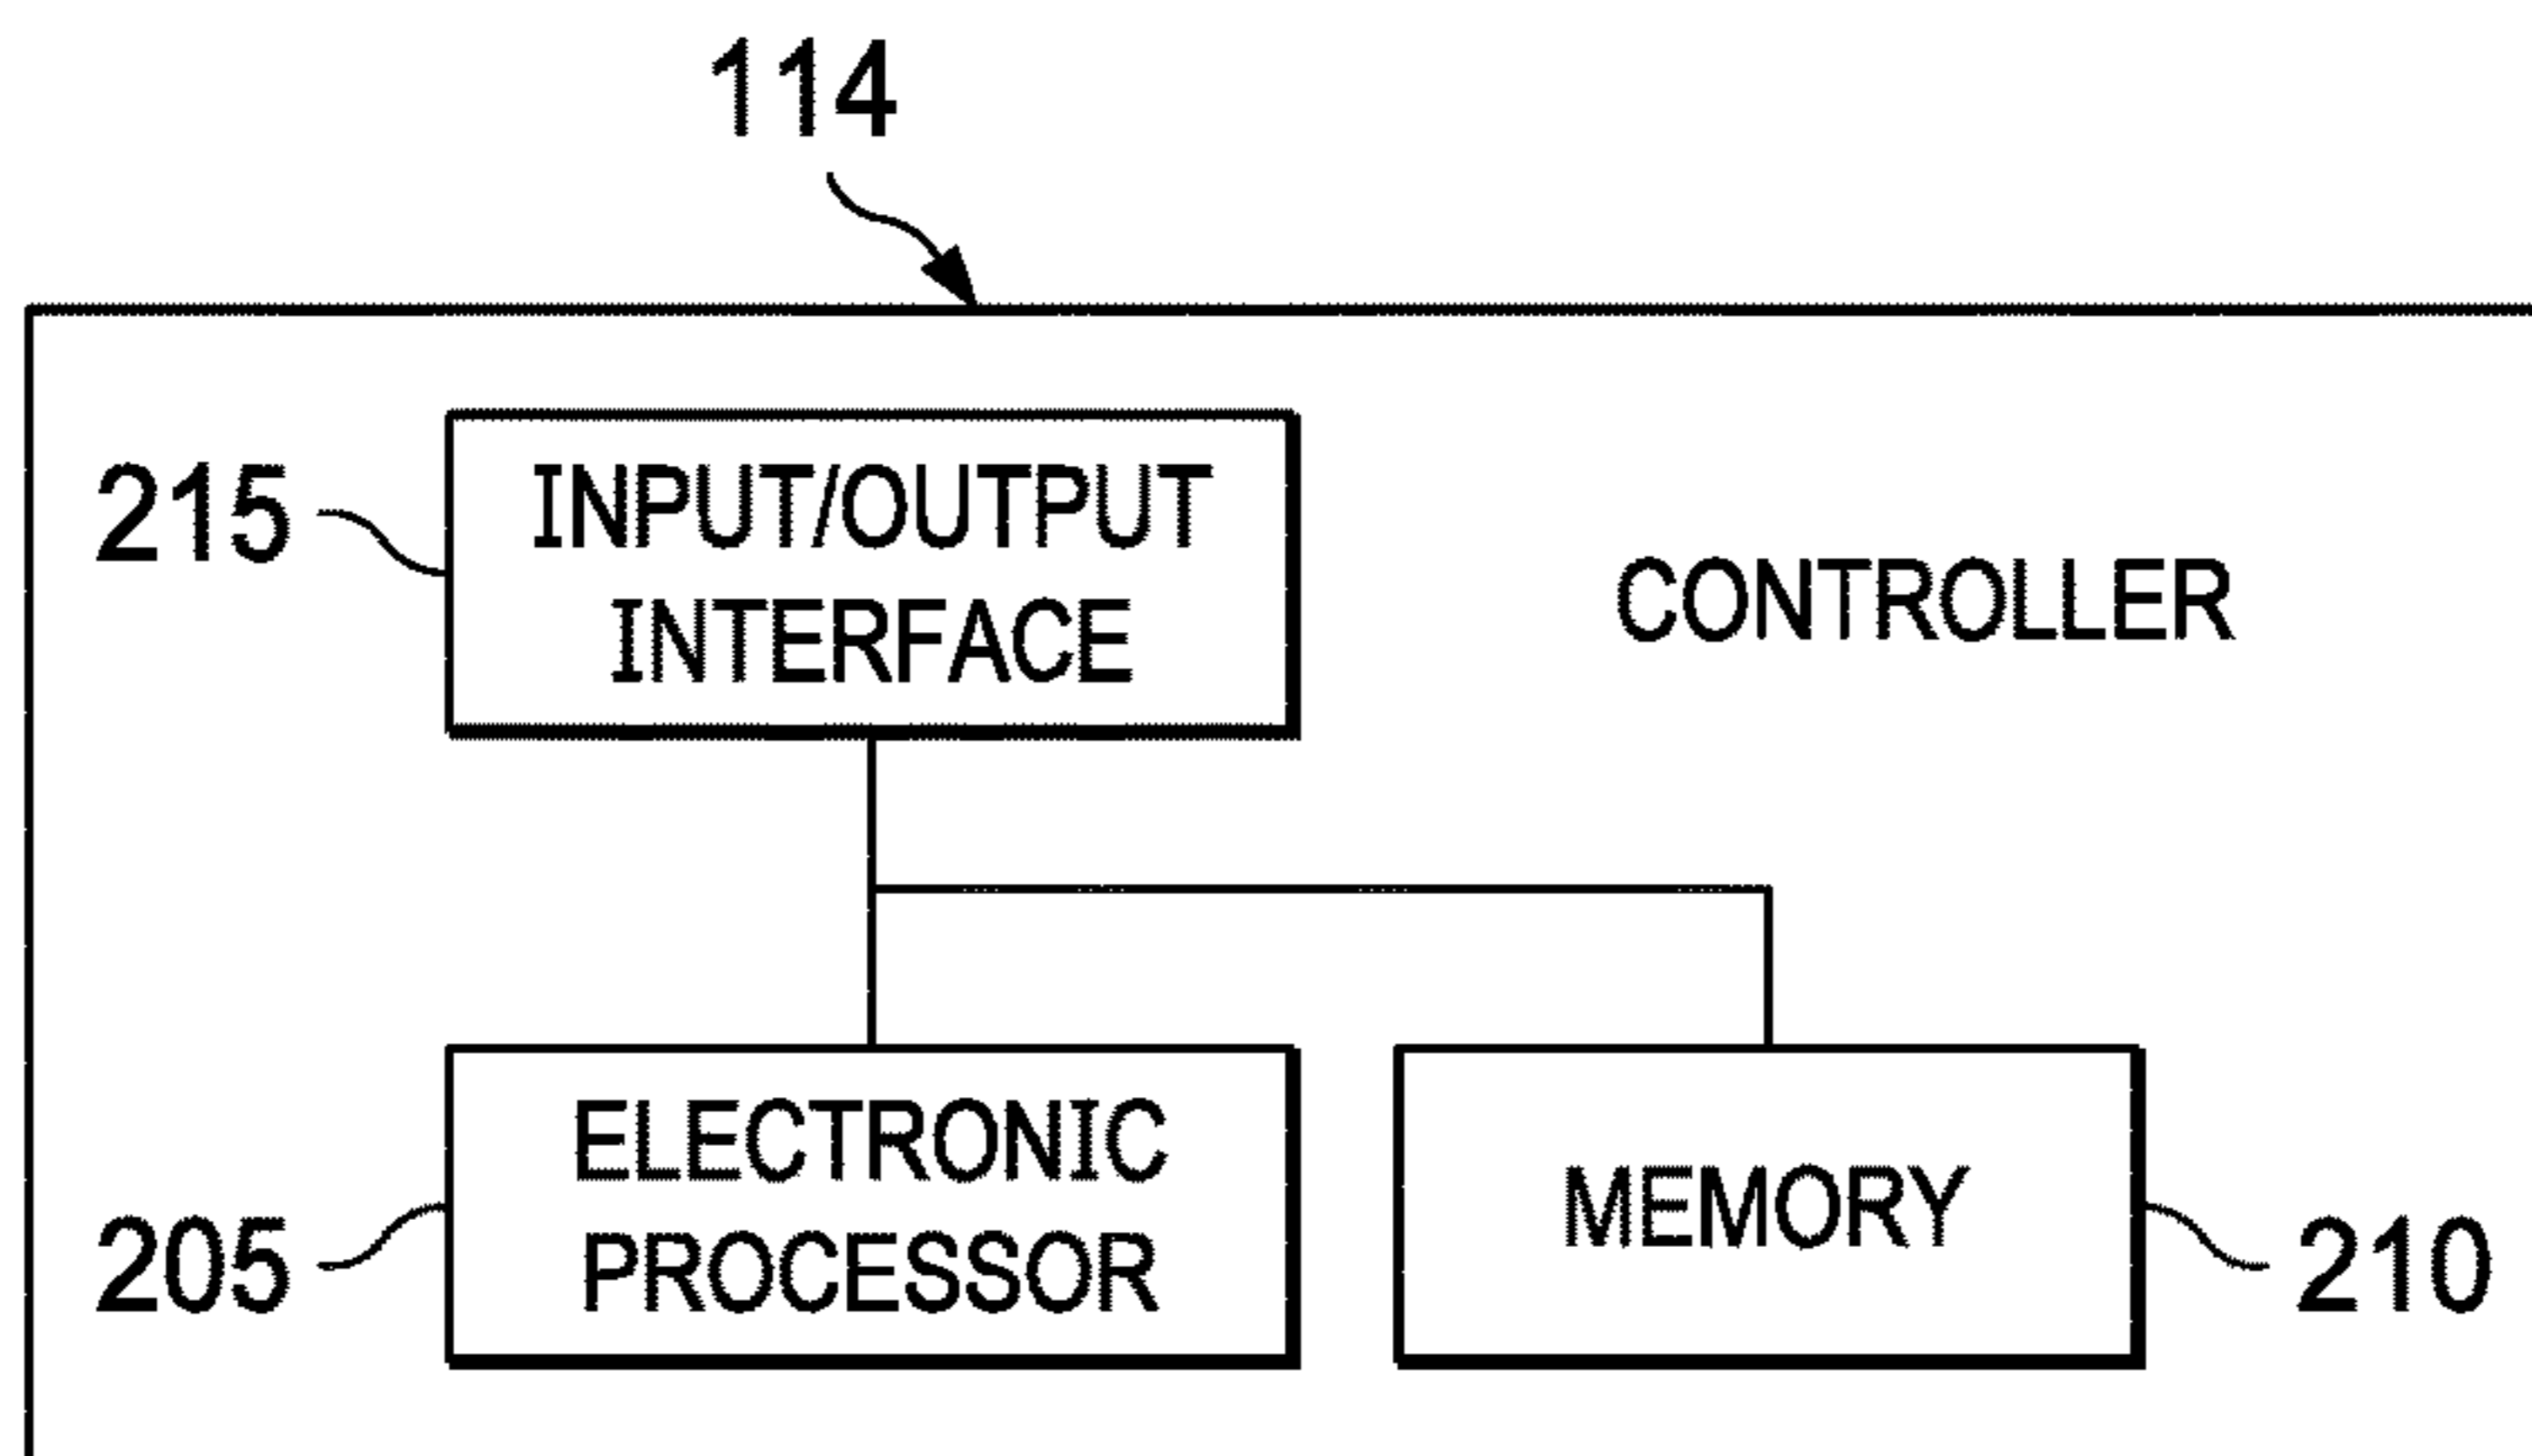 114
215
INPUT/OUTPUT
INTERFACE
CONTROLLER
205
ELECTRONIC
PROCESSOR
MEMORY
210